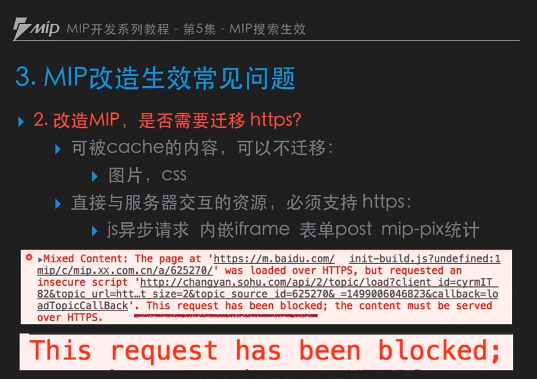 mip MIP开发系列教程 - 第5集 - MIP搜索生效
3. MIP改造生效常见问题
2. 改造MIP，是否需要迁移 https?
可被cache的内容，可以不迁移：
图片，css
直接与服务器交互的资源，必须支持 https：
js异步请求 内嵌iframe 表单post mip-pix统计
▶Mixed Content: The page at 'https://m.baidu.com/ init-build.js?undefined:1
mip/c/mip.xx.com.cn/a/625270/' was loaded over HTTPS, but requested an
insecure script 'http://changyan.sohu.com/api/2/topic/load?client_id=cyrmIT
82&topic_url=htt…t_size=2&topic_source_id=625270&_=1499006046823&callback=lo
adTopicCallBack'. This request has been blocked; the content must be served
over HTTPS.
This request has been blocked;